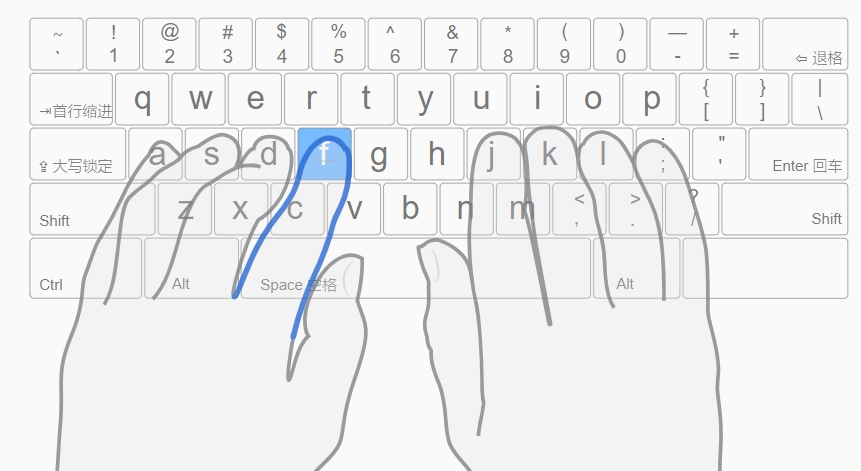 ~ ! @ # $ % ^ & * ( ) — +
` 1 2 3 4 5 6 7 8 9 0 - = ⇦ 退格
⇥首行缩进 q w e r t y u i o p { } |
[ ] \
⇪ 大写锁定 a s d f g h j k l : " Enter 回车
; '
Shift z x c v b n m < > ? Shift
, . /
Ctrl Alt Space 空格 Alt